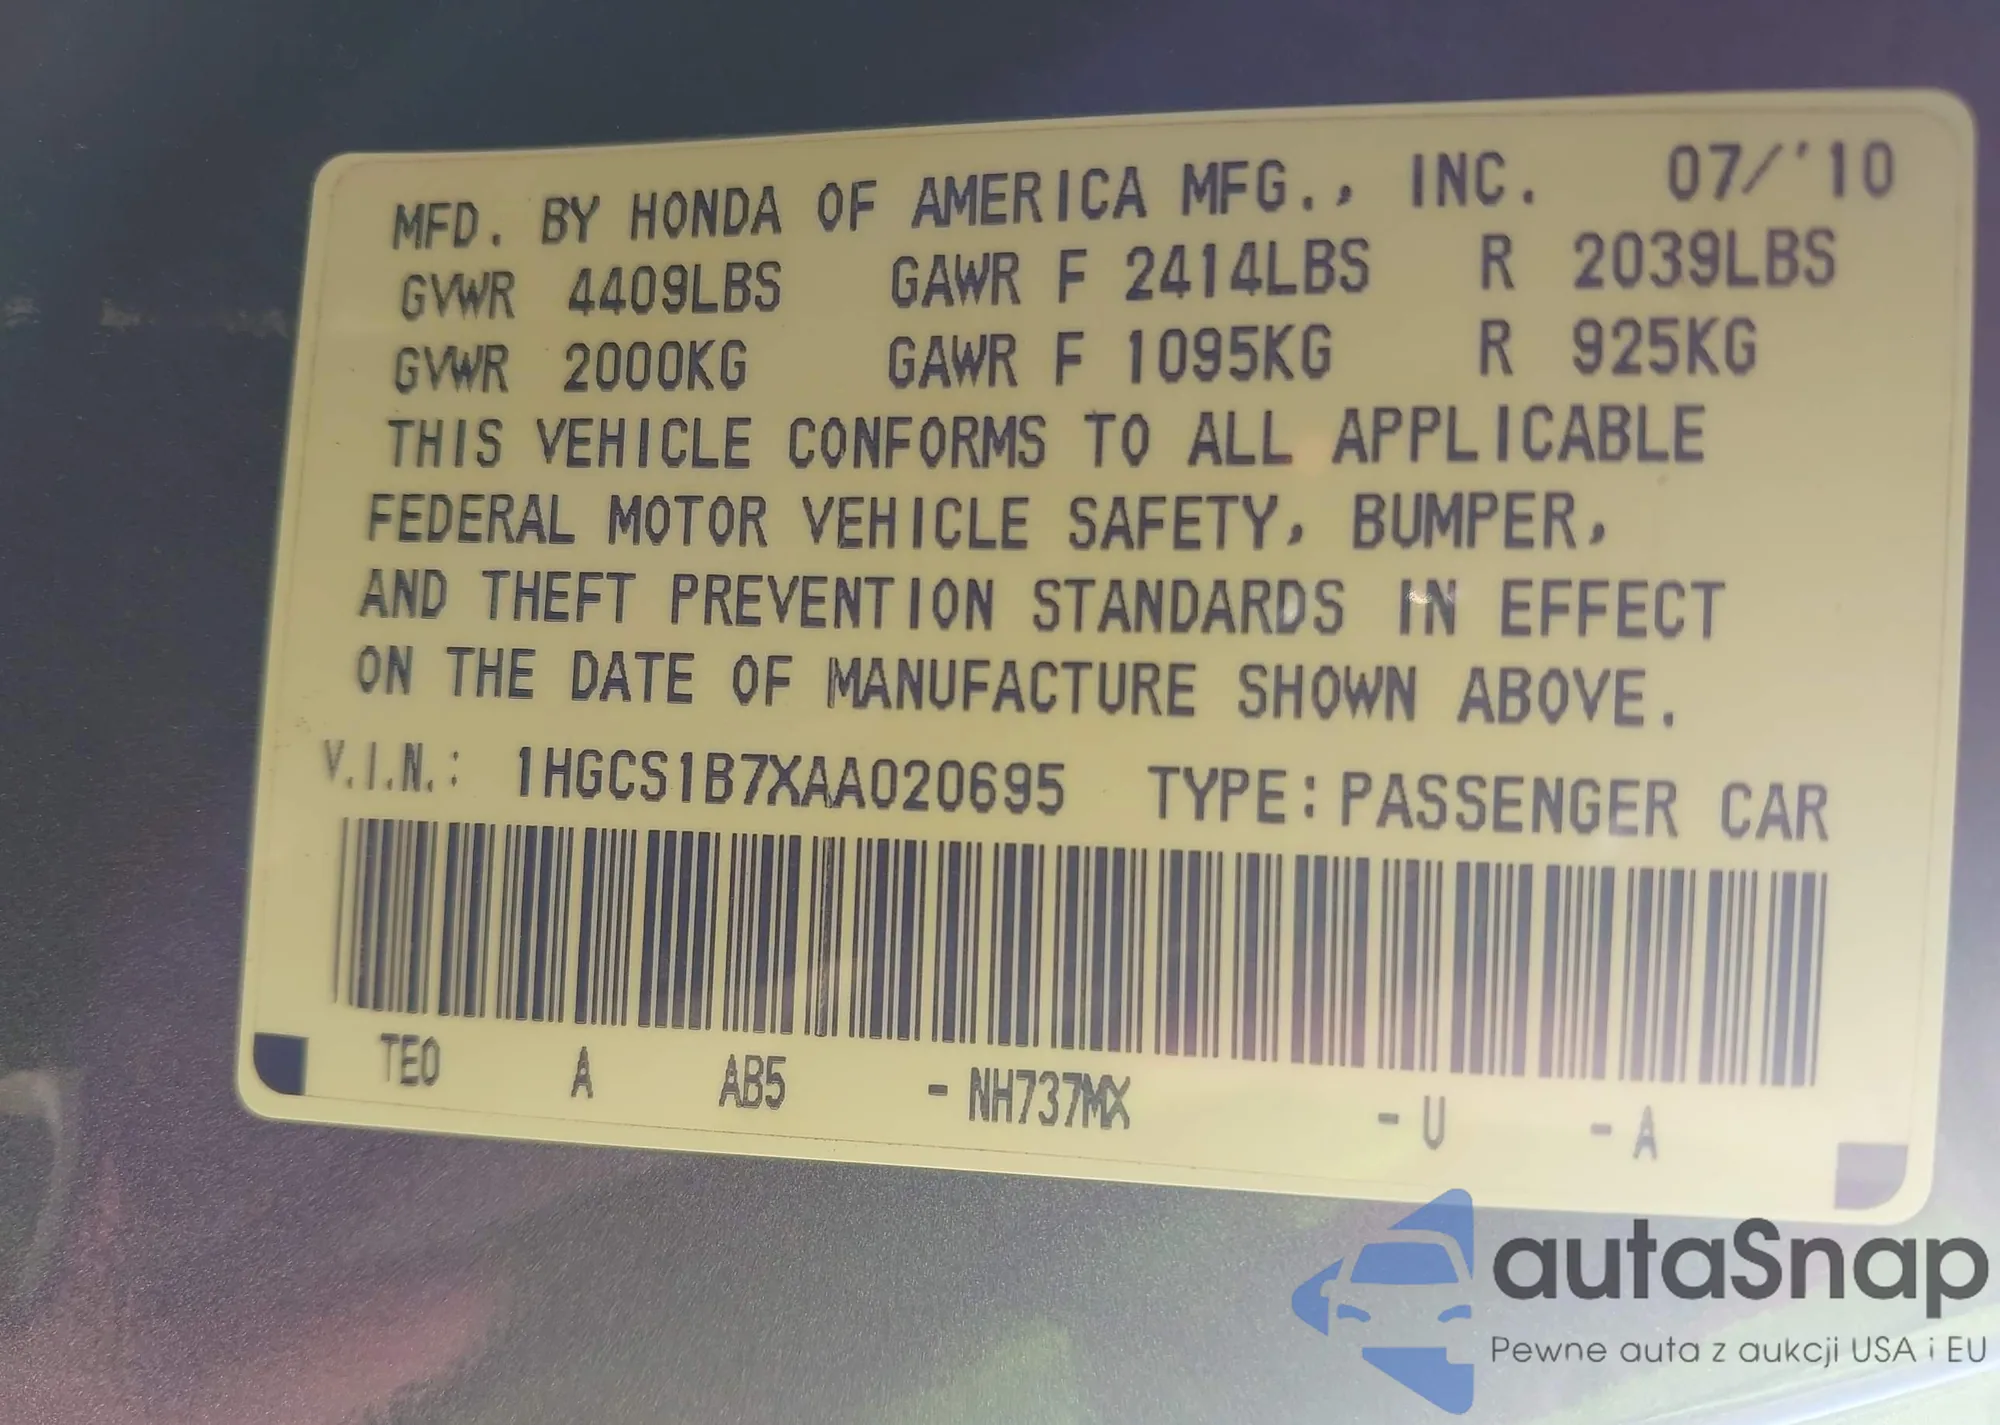 MFD. BY HONDA OF AMERICA MFG., INC. 07/'10
GVWR 4409LBS GAWR F 2414LBS R 2039LBS
GVWR 2000KG GAWR F 1095KG R 925KG
THIS VEHICLE CONFORMS TO ALL APPLICABLE
FEDERAL MOTOR VEHICLE SAFETY, BUMPER,
AND THEFT PREVENTION STANDARDS IN EFFECT
ON THE DATE OF MANUFACTURE SHOWN ABOVE.
V.I.N.: 1HGCS1B7XAA020695 TYPE: PASSENGER CAR
TE0 A AB5 - NH737MX - U - A
autaSnap
Pewne auta z aukcji USA i EU